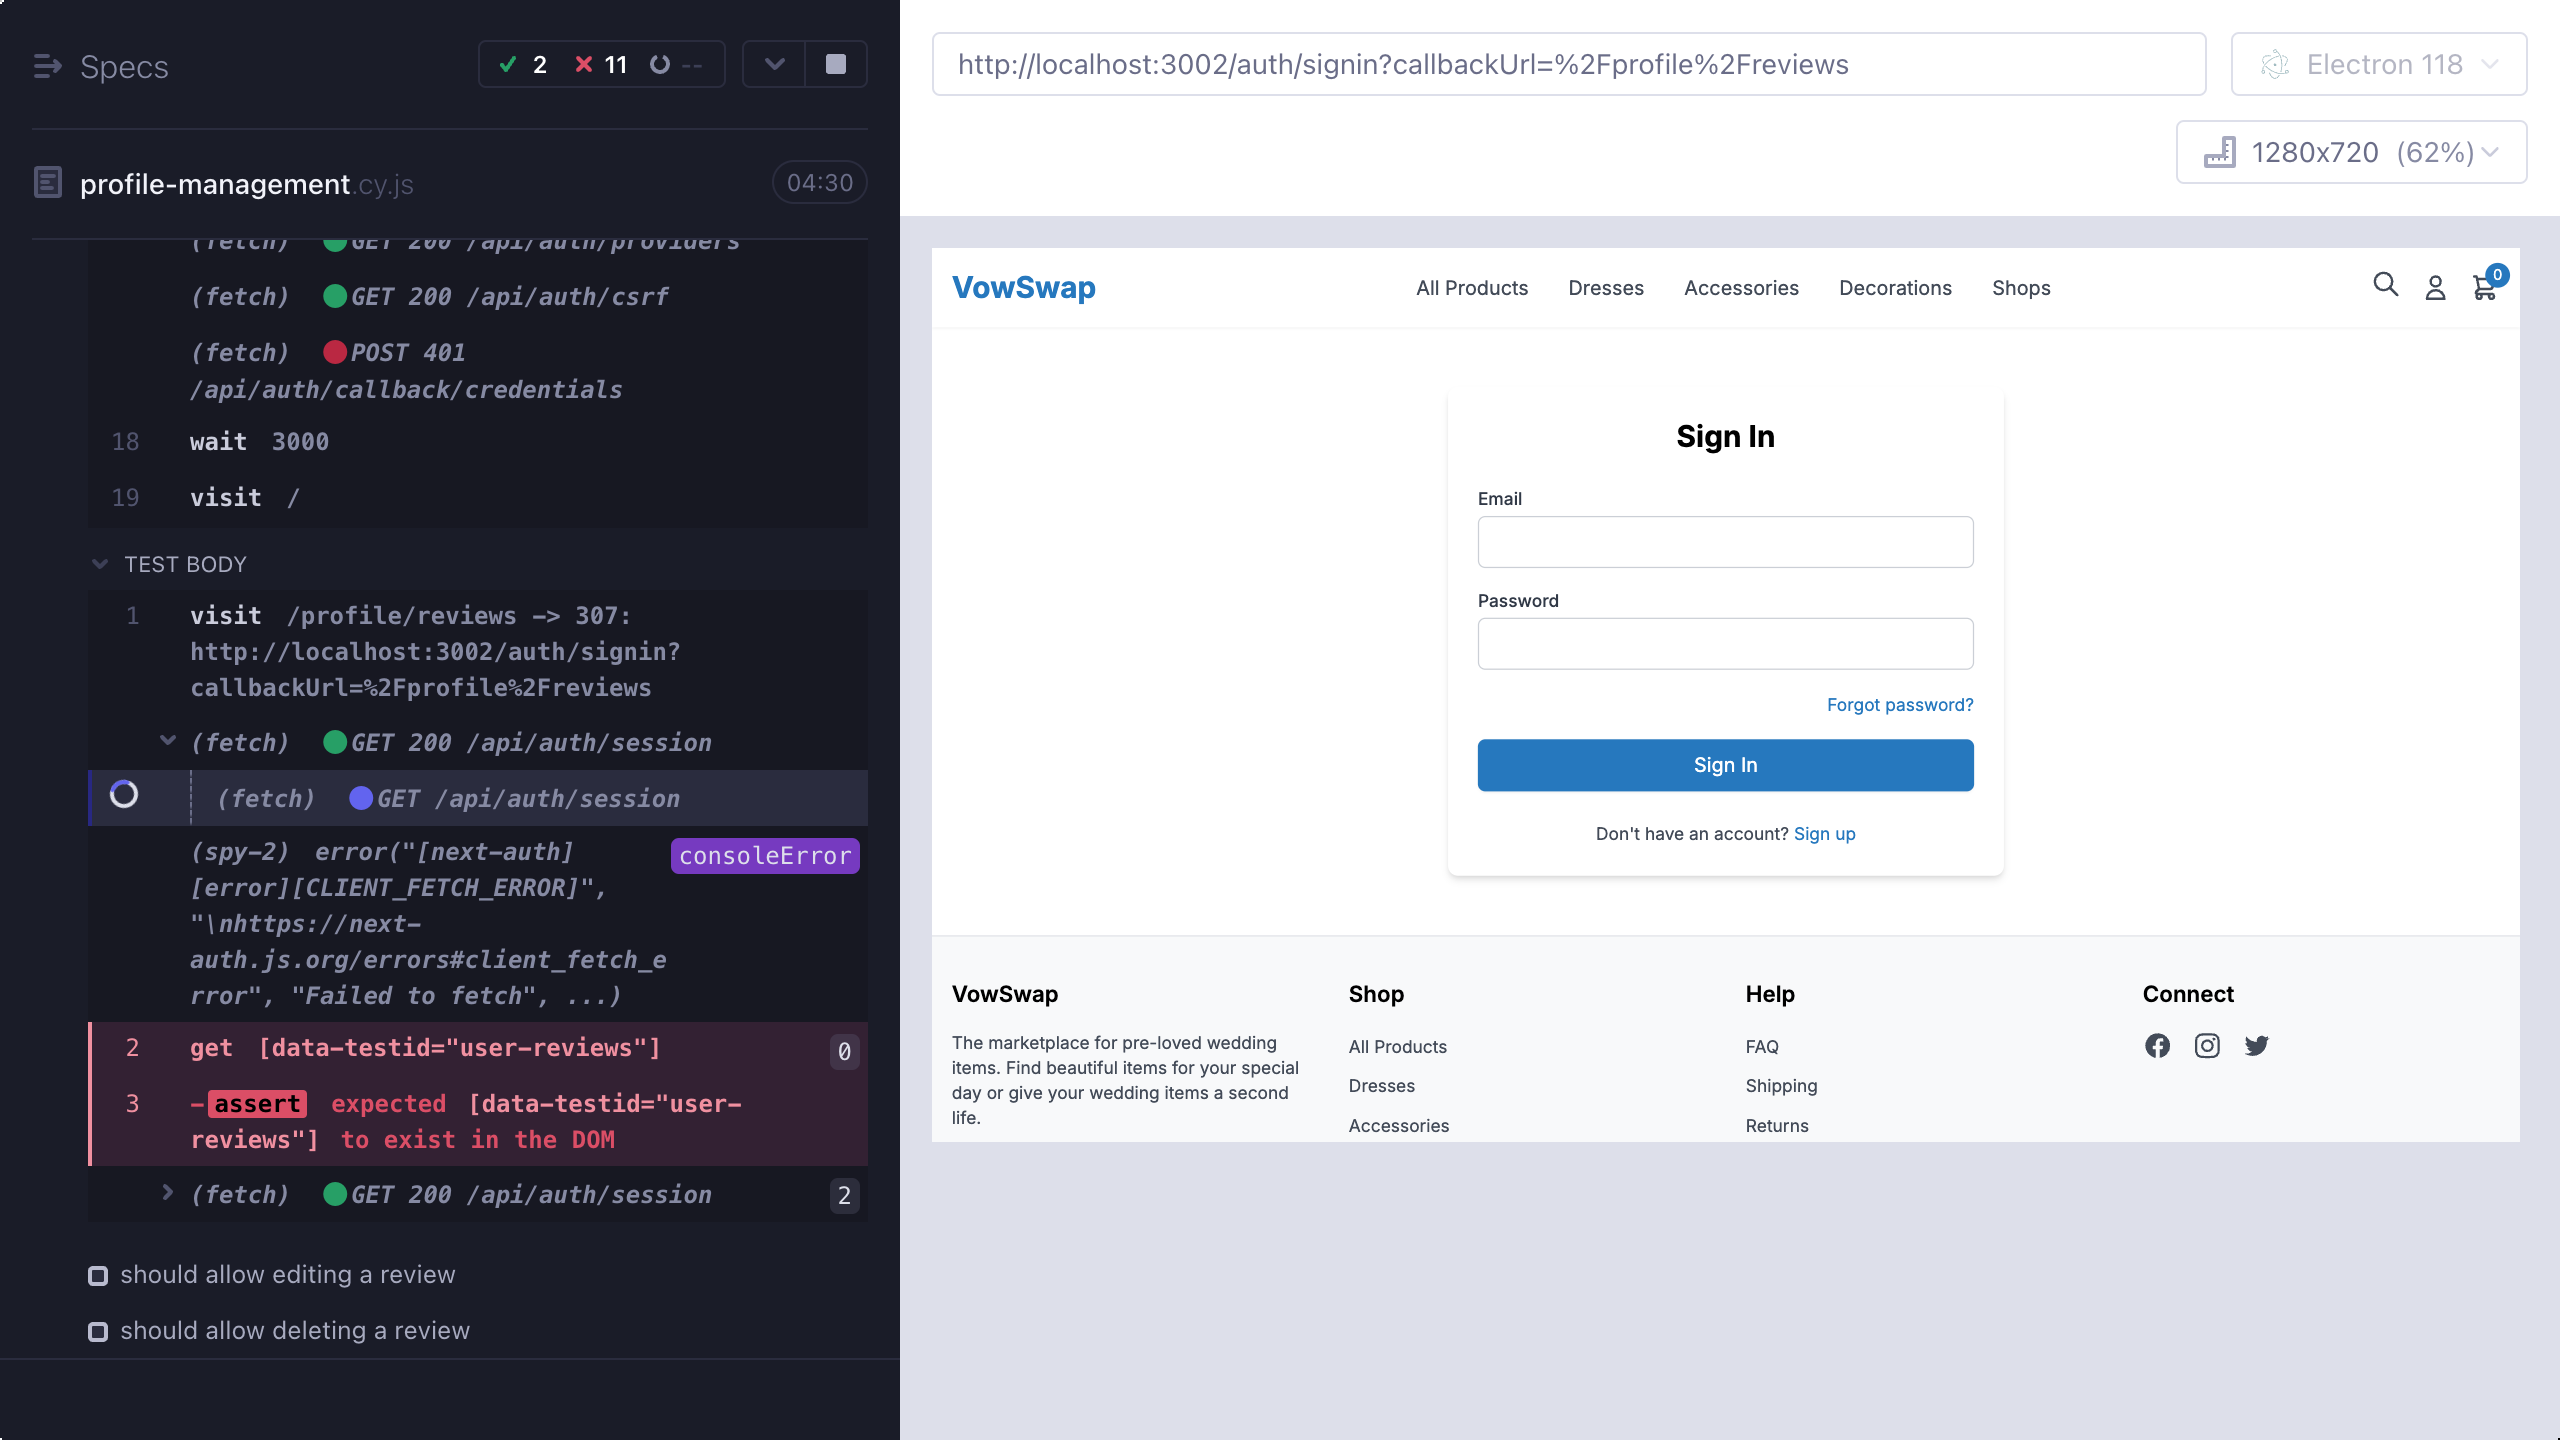 Specs
2
11
--
profile-management.cy.js
04:30
(fetch) GET 200 /api/auth/providers
(fetch) GET 200 /api/auth/csrf
(fetch) POST 401
/api/auth/callback/credentials
18 wait 3000
19 visit /
TEST BODY
1 visit /profile/reviews -> 307:
http://localhost:3002/auth/signin?
callbackUrl=%2Fprofile%2Freviews
(fetch) GET 200 /api/auth/session
(fetch) GET /api/auth/session
(spy-2) error("[next-auth]
consoleError
[error][CLIENT_FETCH_ERROR]",
"\nhttps://next-
auth.js.org/errors#client_fetch_e
rror", "Failed to fetch", ...)
2 get [data-testid="user-reviews"] 0
3 -assert expected [data-testid="user-
reviews"] to exist in the DOM
(fetch) GET 200 /api/auth/session 2
should allow editing a review
should allow deleting a review
http://localhost:3002/auth/signin?callbackUrl=%2Fprofile%2Freviews
Electron 118
1280x720 (62%)
VowSwap
All Products Dresses Accessories Decorations Shops
0
Sign In
Email
Password
Forgot password?
Sign In
Don't have an account? Sign up
VowSwap
The marketplace for pre-loved wedding
items. Find beautiful items for your special
day or give your wedding items a second
life.
Shop
All Products
Dresses
Accessories
Help
FAQ
Shipping
Returns
Connect